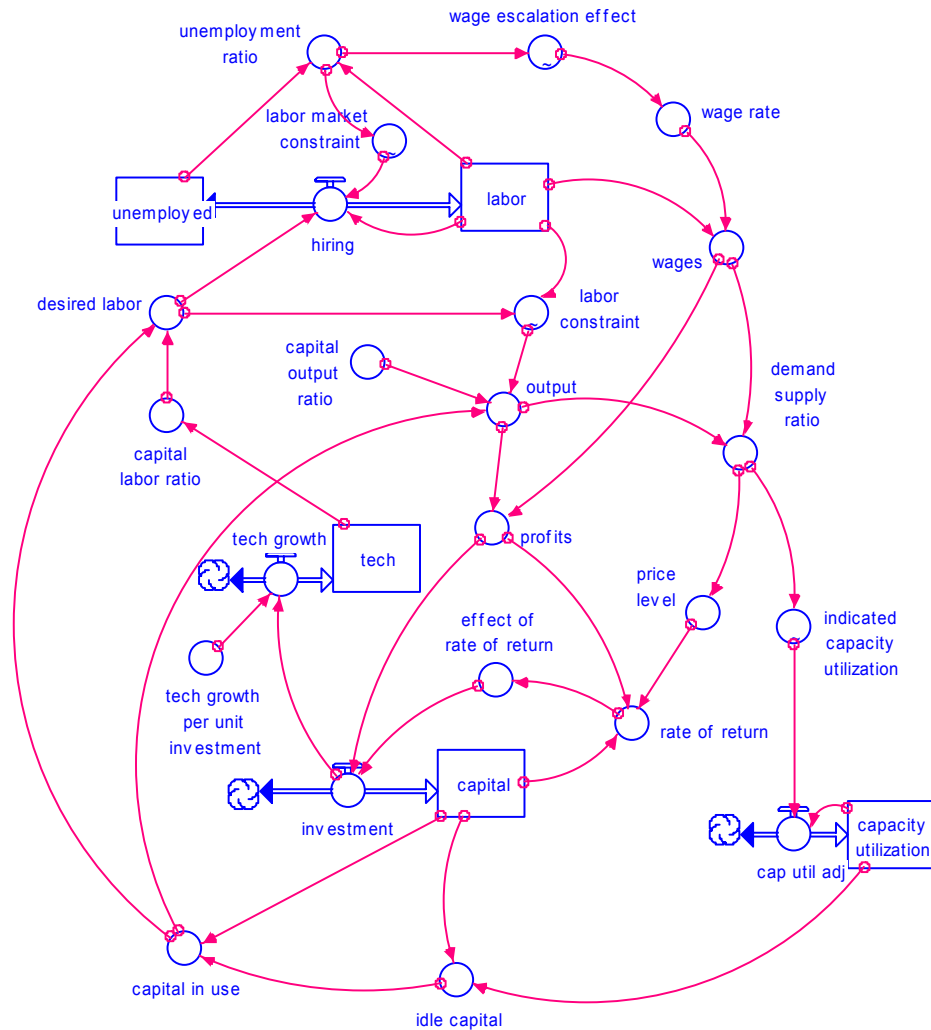 wage escalation effect
unemployment
ratio
labor market
constraint
wage rate
unemployed
labor
hiring
wages
desired labor
labor
constraint
capital
output
ratio
output
demand
supply
ratio
capital
labor ratio
tech growth
tech
profits
price
level
effect of
rate of return
indicated
capacity
utilization
tech growth
per unit
investment
rate of return
capital
investment
capacity
utilization
cap util adj
capital in use
idle capital